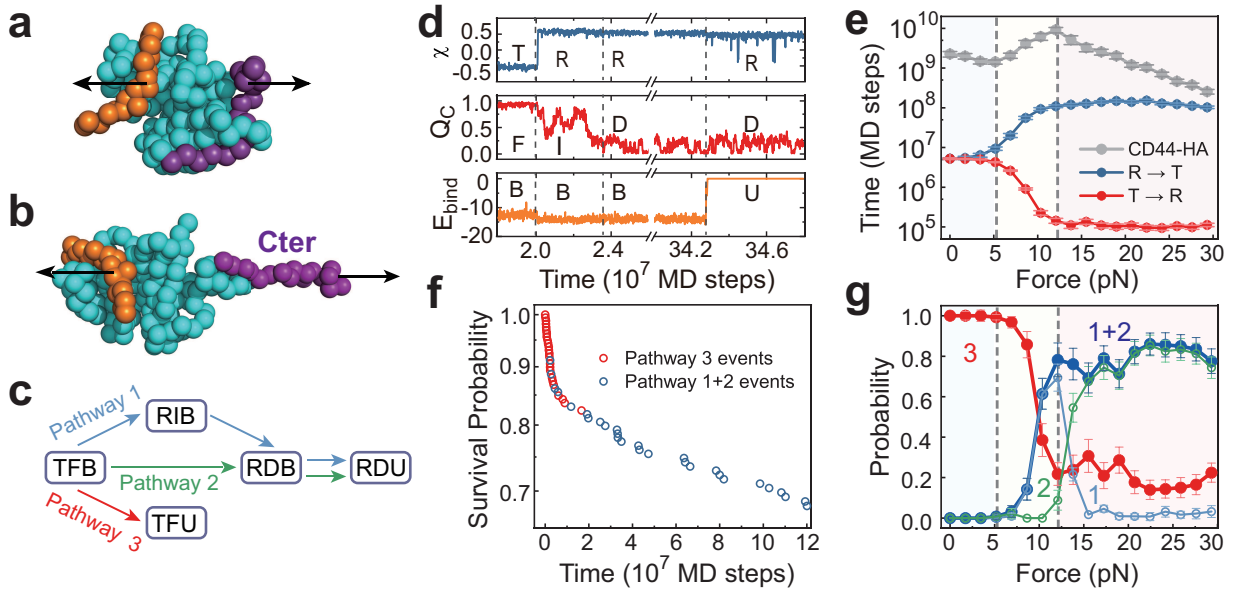 a
b
Cter
c
Pathway 1
RIB
TFB
Pathway 2
RDB
RDU
Pathway 3
TFU
d
χ
0.5
0.0
-0.5
T
R
R
R
Q_C
1.0
0.5
0.0
F
I
D
D
E_bind
0
-10
-20
B
B
B
U
2.0
2.4
34.2
34.6
Time (10^7 MD steps)
e
Time (MD steps)
10^10
10^9
10^8
10^7
10^6
10^5
CD44-HA
R → T
T → R
0
5
10
15
20
25
30
Force (pN)
f
Survival Probability
1.0
0.9
0.8
0.7
Pathway 3 events
Pathway 1+2 events
0
2
4
6
8
10
12
Time (10^7 MD steps)
g
Probability
1.0
0.8
0.6
0.4
0.2
0.0
3
1+2
2
1
0
5
10
15
20
25
30
Force (pN)